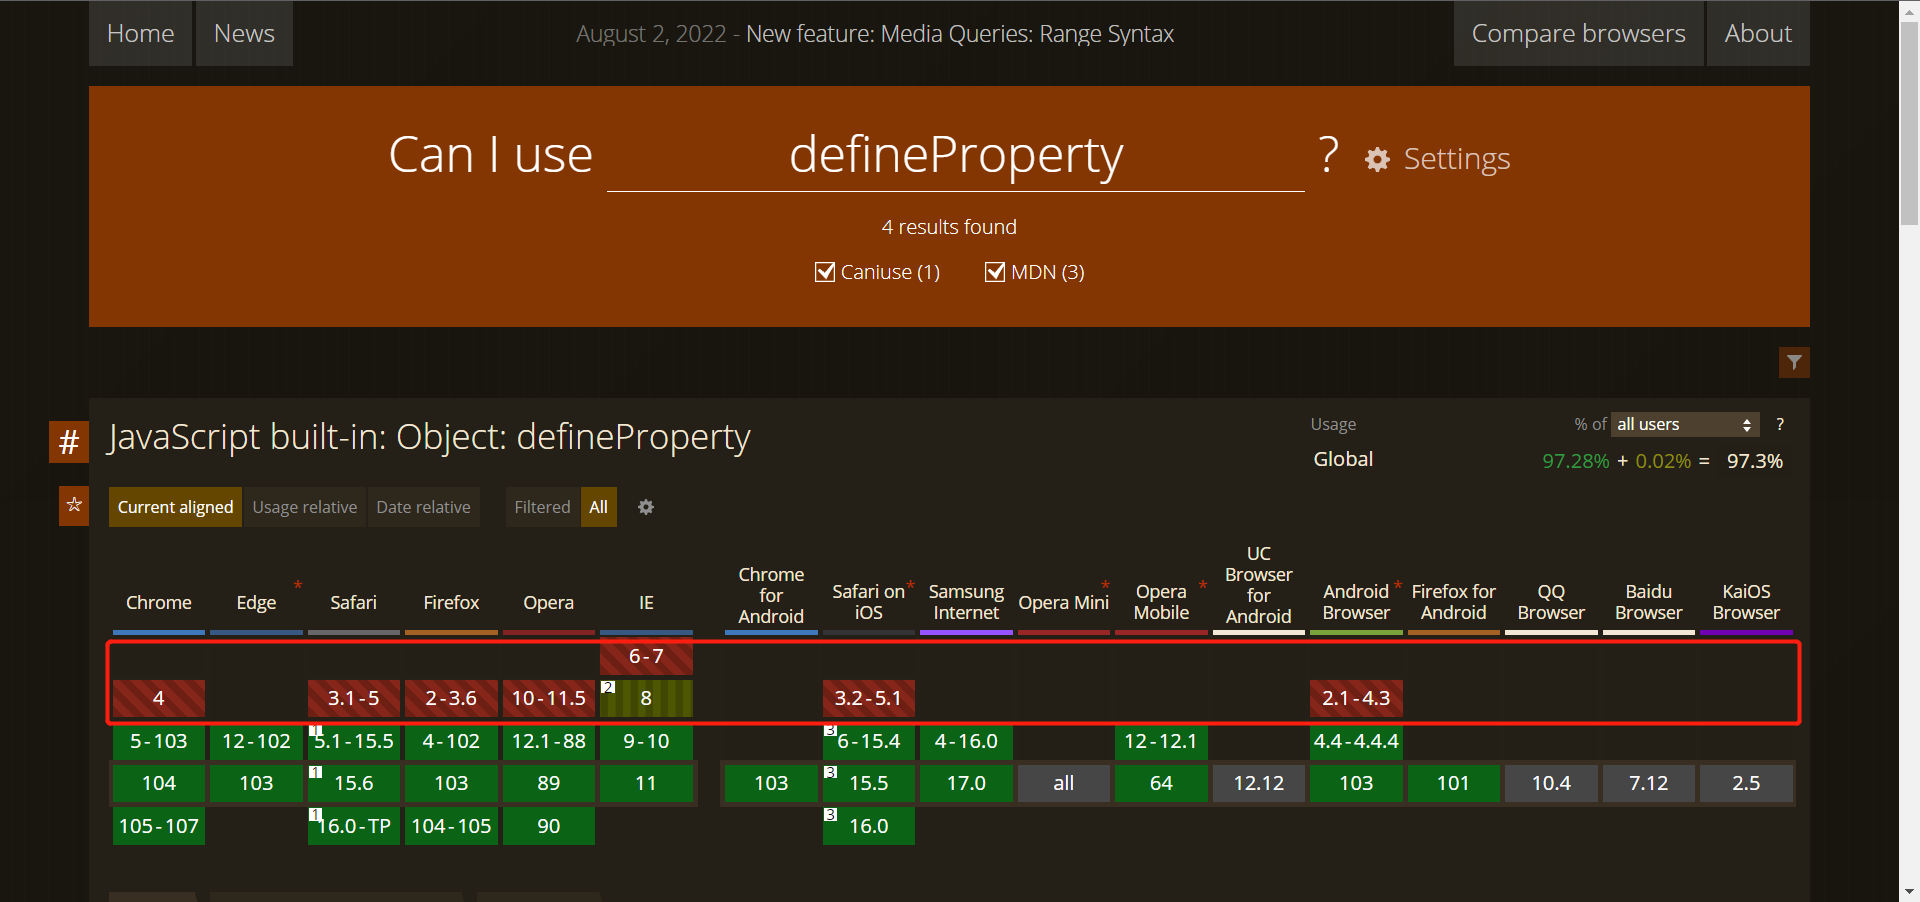 Home News August 2, 2022 - New feature: Media Queries: Range Syntax Compare browsers About
Can I use defineProperty ? Settings
4 results found
Caniuse (1) MDN (3)
# JavaScript built-in: Object: defineProperty
Usage % of all users ?
Global 97.28% + 0.02% = 97.3%
Current aligned Usage relative Date relative Filtered All
Chrome
Edge *
Safari
Firefox
Opera
IE
Chrome for Android
Safari on iOS *
Samsung Internet
Opera Mini *
Opera Mobile *
UC Browser for Android
Android Browser *
Firefox for Android
QQ Browser
Baidu Browser
KaiOS Browser
6-7
4 3.1-5 2-3.6 10-11.5 2 8 3.2-5.1 2.1-4.3
5-103 12-102 1 5.1-15.5 4-102 12.1-88 9-10 3 6-15.4 4-16.0 12-12.1 4.4-4.4.4
104 103 1 15.6 103 89 11 103 3 15.5 17.0 all 64 12.12 103 101 10.4 7.12 2.5
105-107 1 16.0-TP 104-105 90 3 16.0